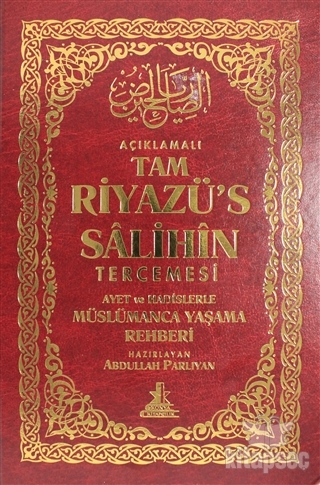 رياض الصالحين
AÇIKLAMALI
TAM
RİYAZÜ'S
SÂLİHÎN
TERCEMESİ
AYET ve HADİSLERLE
MÜSLÜMANCA YAŞAMA
REHBERİ
HAZIRLAYAN
ABDULLAH PARLIYAN
kitapsec